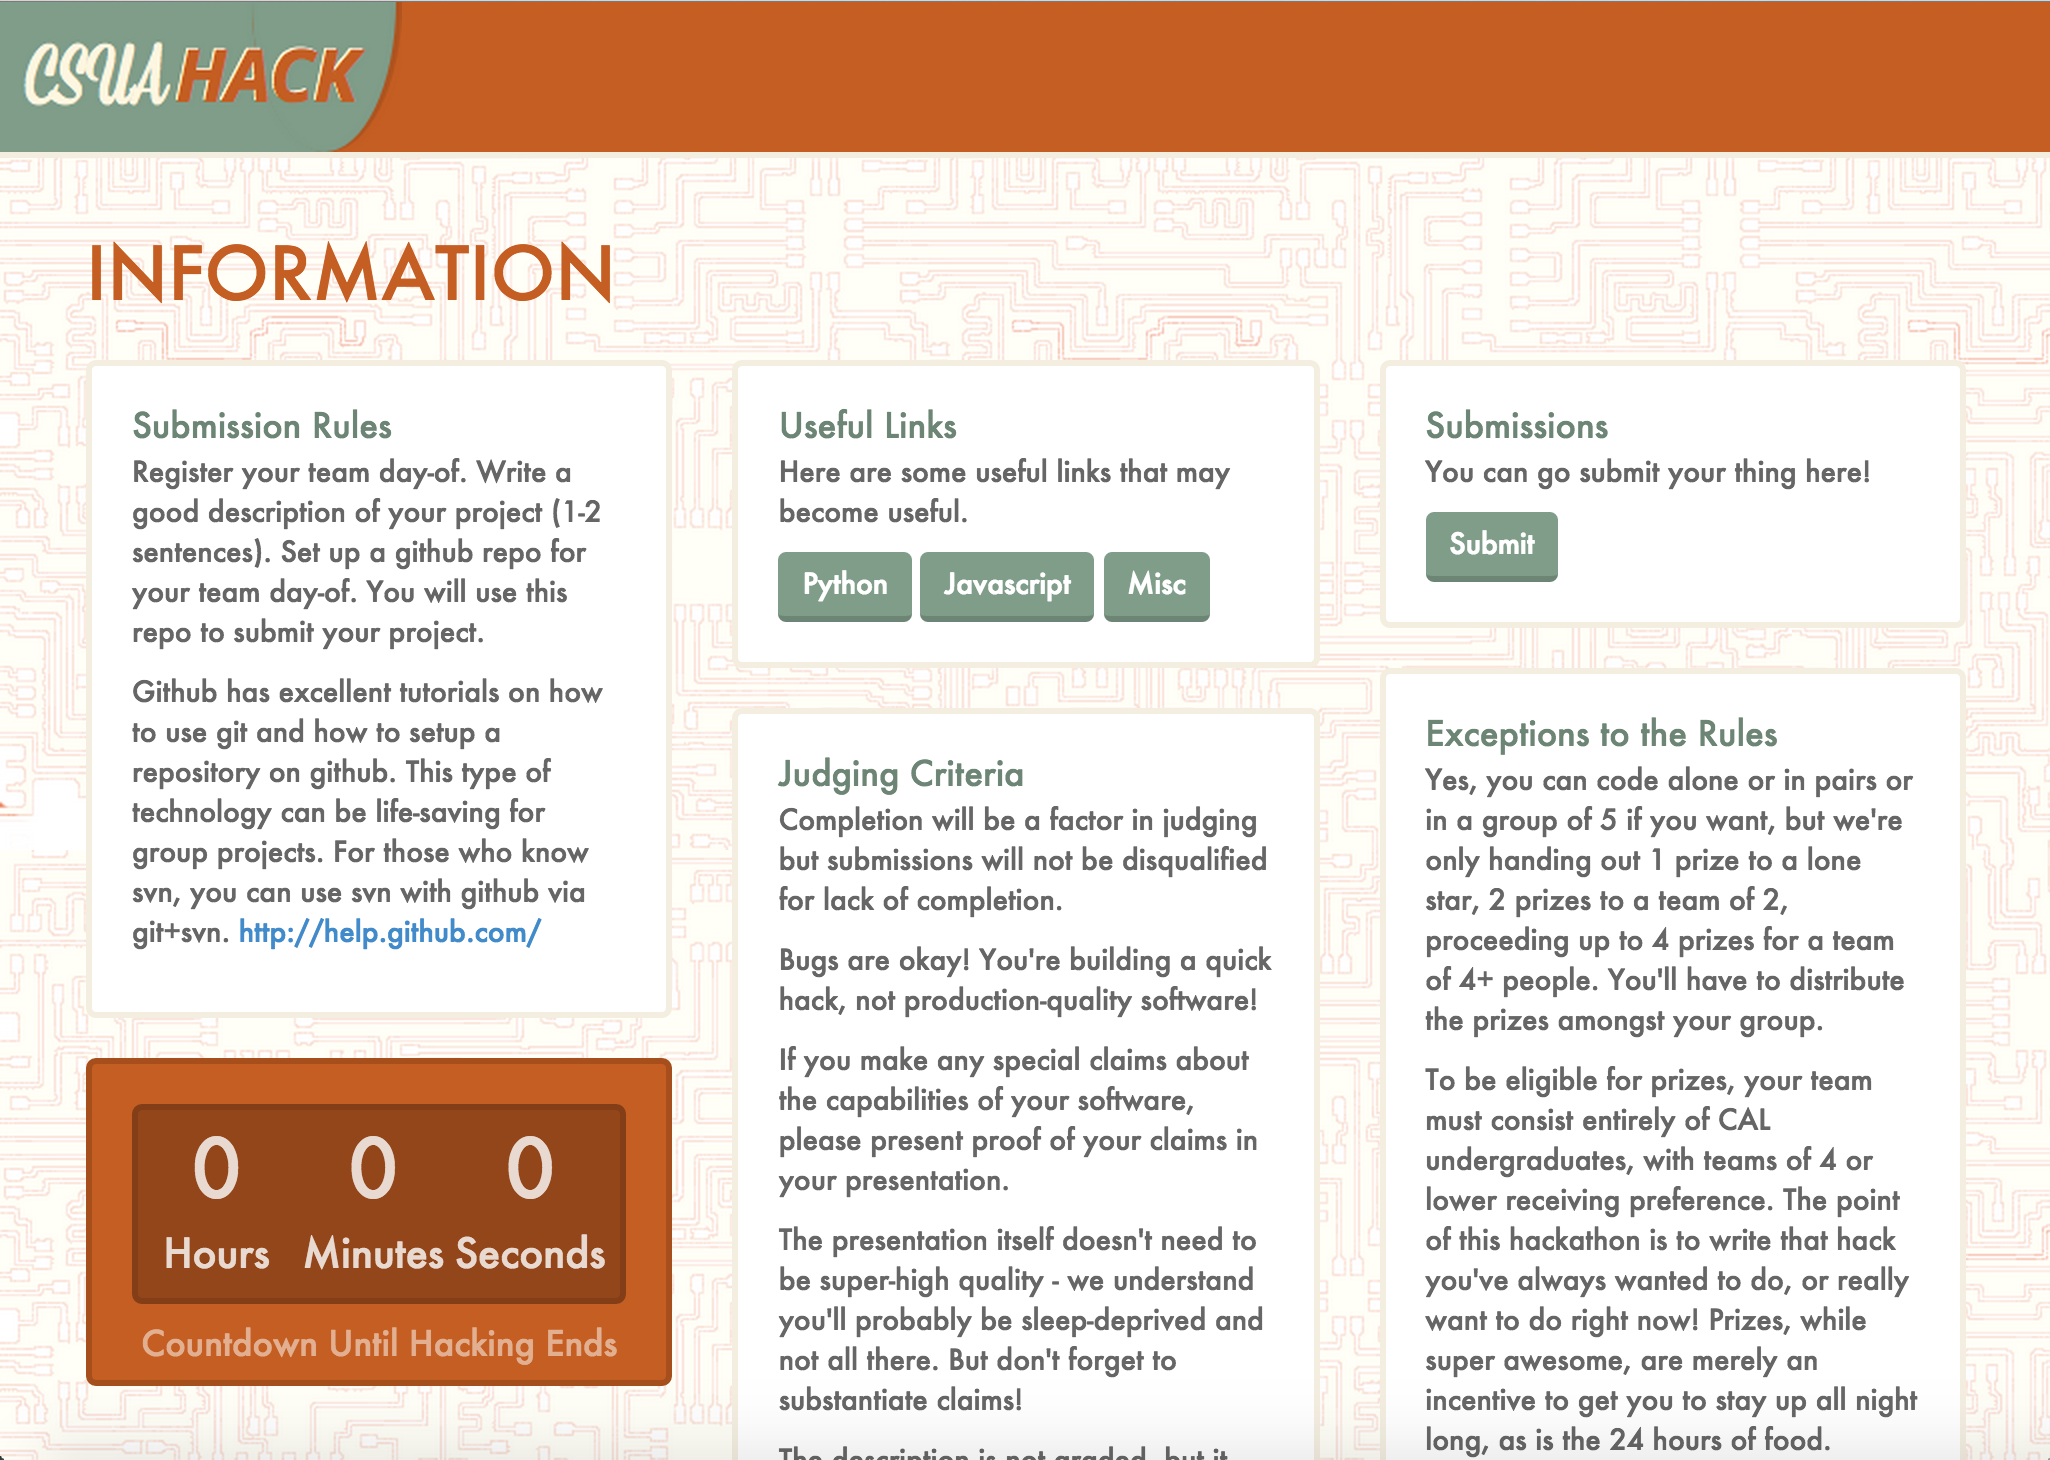 CSUA HACK
INFORMATION
Submission Rules
Register your team day-of. Write a
good description of your project (1-2
sentences). Set up a github repo for
your team day-of. You will use this
repo to submit your project.
Github has excellent tutorials on how
to use git and how to setup a
repository on github. This type of
technology can be life-saving for
group projects. For those who know
svn, you can use svn with github via
git+svn. http://help.github.com/
0 0 0
Hours Minutes Seconds
Countdown Until Hacking Ends
Useful Links
Here are some useful links that may
become useful.
Python Javascript Misc
Judging Criteria
Completion will be a factor in judging
but submissions will not be disqualified
for lack of completion.
Bugs are okay! You're building a quick
hack, not production-quality software!
If you make any special claims about
the capabilities of your software,
please present proof of your claims in
your presentation.
The presentation itself doesn't need to
be super-high quality - we understand
you'll probably be sleep-deprived and
not all there. But don't forget to
substantiate claims!
The description is not graded, but it
Submissions
You can go submit your thing here!
Submit
Exceptions to the Rules
Yes, you can code alone or in pairs or
in a group of 5 if you want, but we're
only handing out 1 prize to a lone
star, 2 prizes to a team of 2,
proceeding up to 4 prizes for a team
of 4+ people. You'll have to distribute
the prizes amongst your group.
To be eligible for prizes, your team
must consist entirely of CAL
undergraduates, with teams of 4 or
lower receiving preference. The point
of this hackathon is to write that hack
you've always wanted to do, or really
want to do right now! Prizes, while
super awesome, are merely an
incentive to get you to stay up all night
long, as is the 24 hours of food.